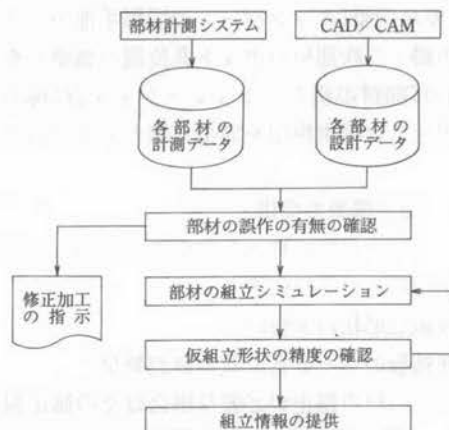 部材計測システム
CAD／CAM
各部材の
計測データ
各部材の
設計データ
部材の誤作の有無の確認
修正加工
の指示
部材の組立シミュレーション
仮組立形状の精度の確認
組立情報の提供